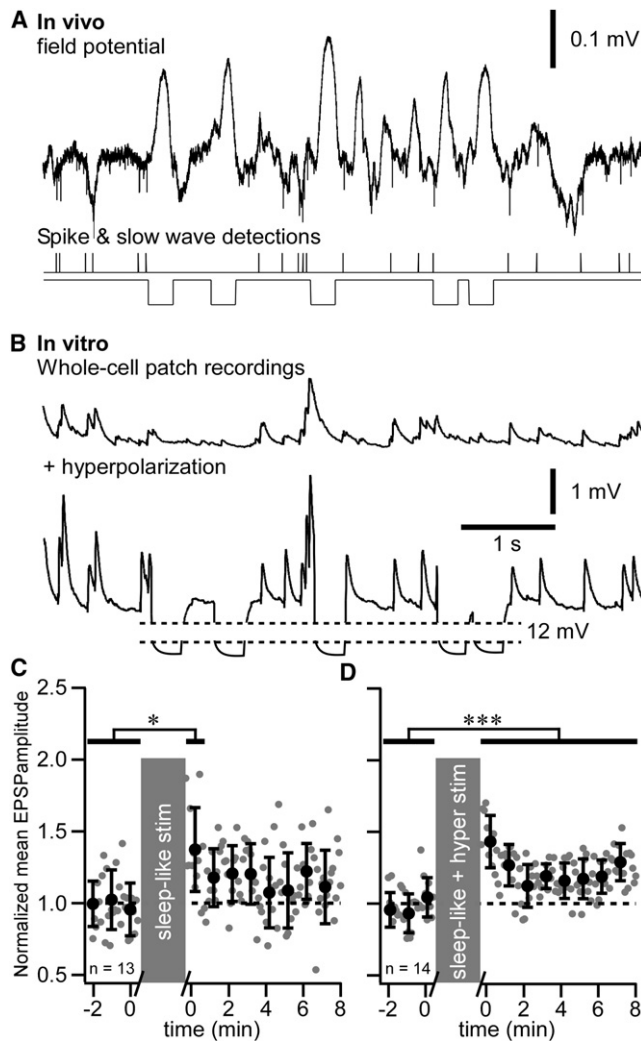 A In vivo
field potential
0.1 mV
Spike & slow wave detections
B In vitro
Whole-cell patch recordings
+ hyperpolarization
1 mV
1 s
12 mV
C
D
Normalized mean EPSPamplitude
2.5
2.0
1.5
1.0
0.5
*
sleep-like stim
n = 13
-2 0 0 2 4 6 8
time (min)
***
sleep-like + hyper stim
n = 14
-2 0 0 2 4 6 8
time (min)